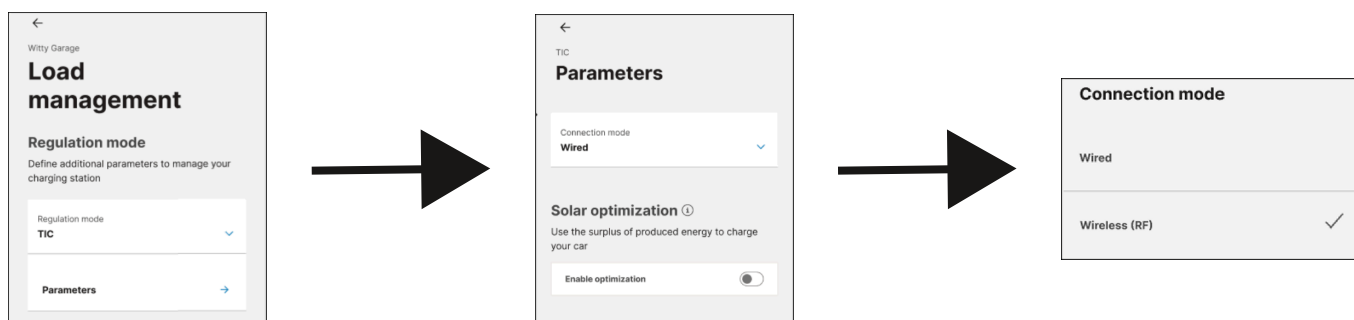 Witty Garage
Load
management
Regulation mode
Define additional parameters to manage your
charging station
Regulation mode
TIC
Parameters
TIC
Parameters
Connection mode
Wired
Solar optimization
Use the surplus of produced energy to charge
your car
Enable optimization
Connection mode
Wired
Wireless (RF)